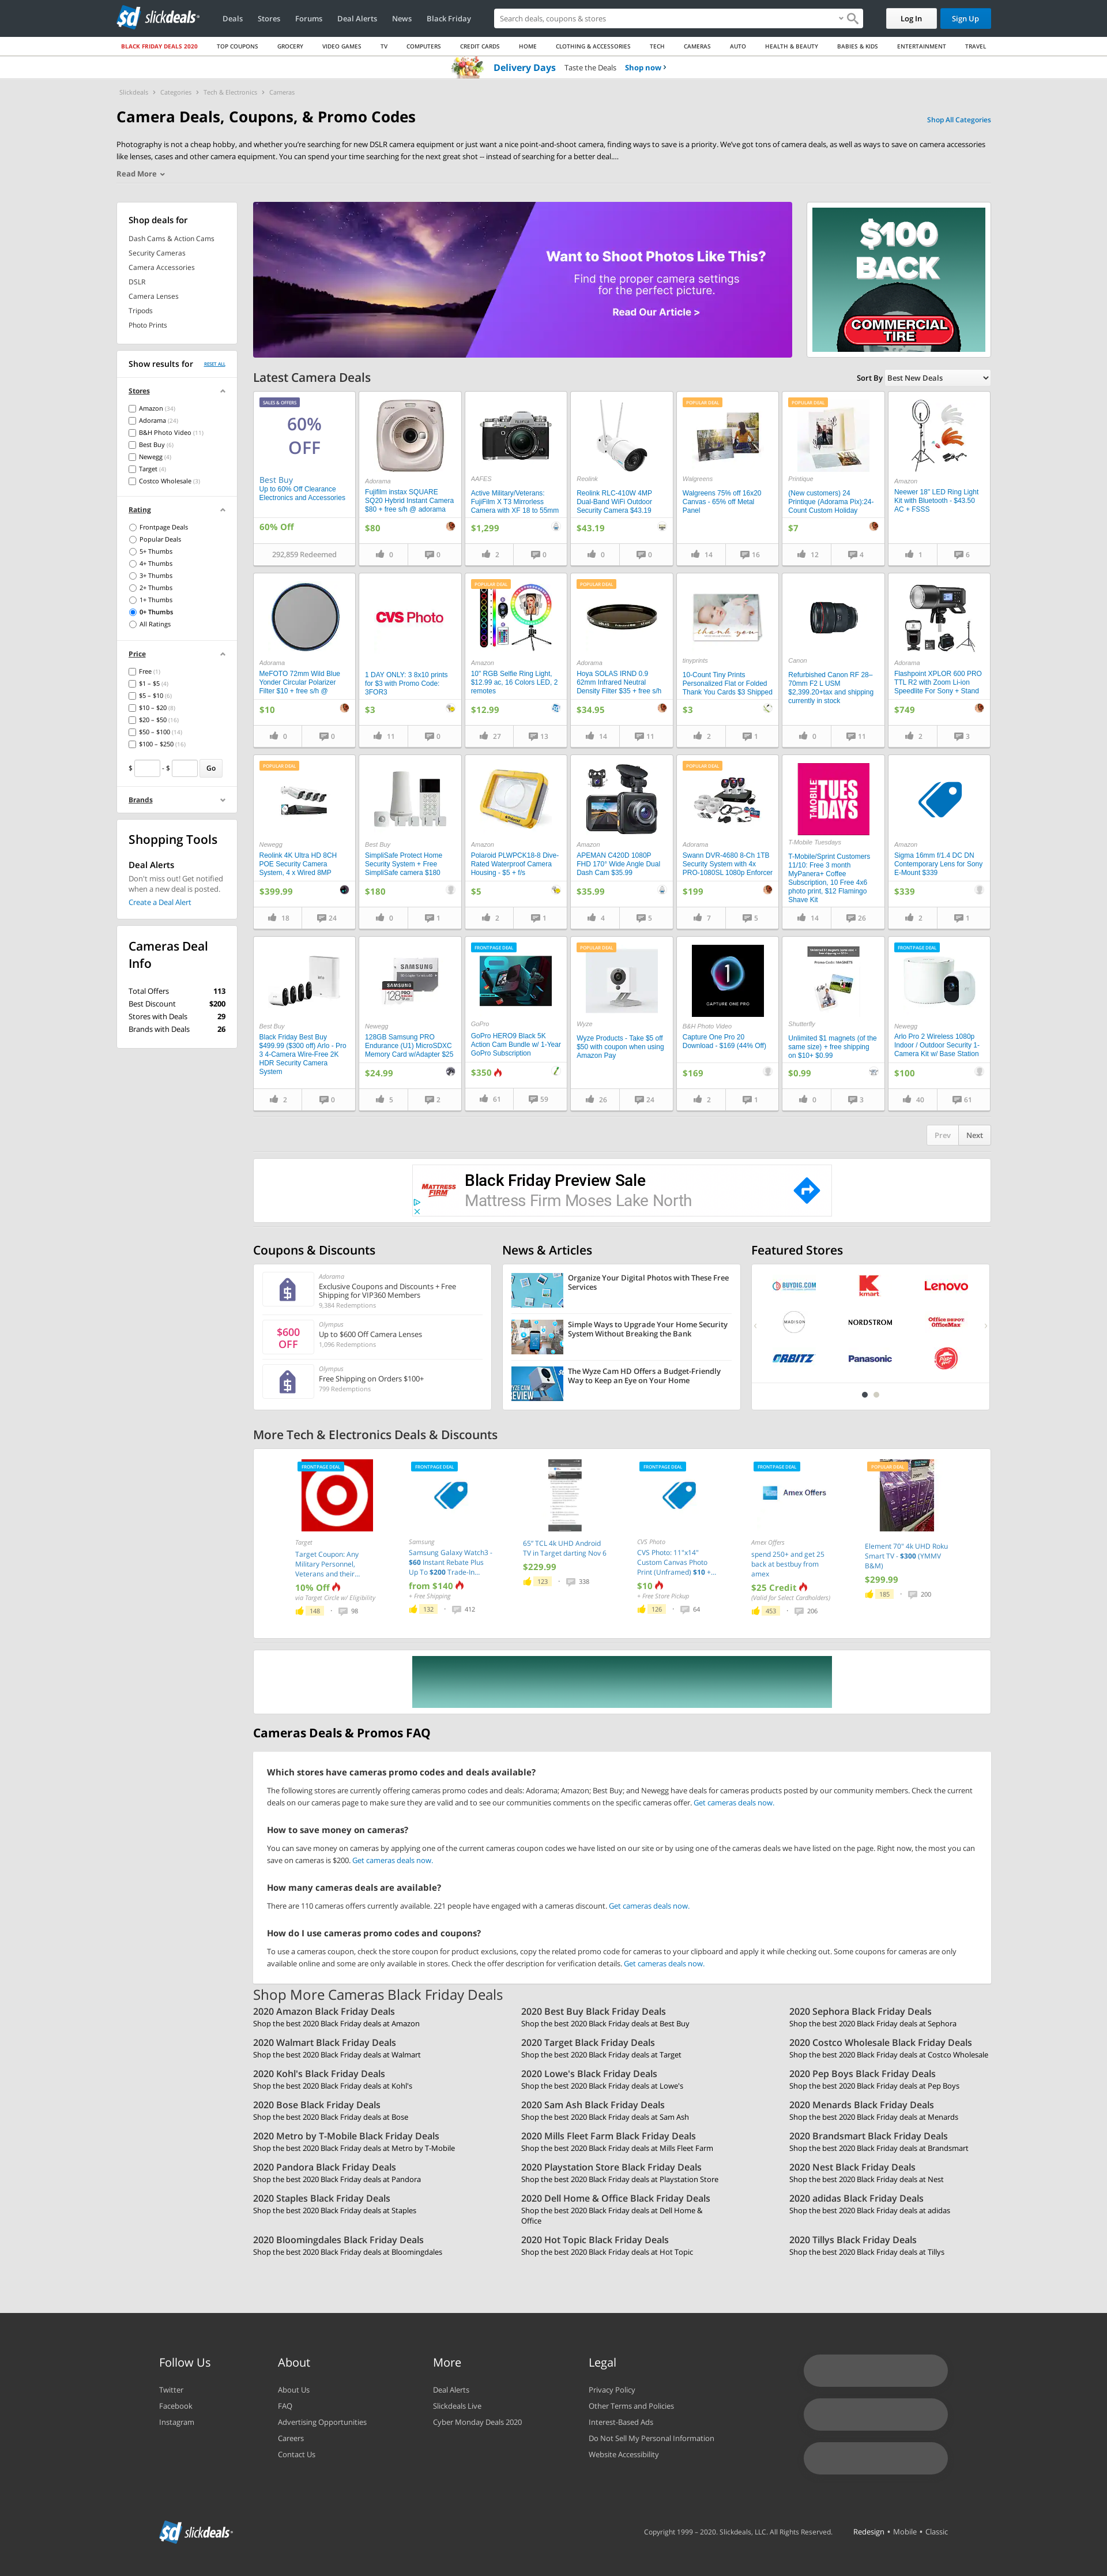 slickdeals
Deals
Stores
Forums
Deal Alerts
News
Black Friday
Search deals, coupons & stores
Log In
Sign Up
BLACK FRIDAY DEALS 2020
TOP COUPONS
GROCERY
VIDEO GAMES
TV
COMPUTERS
CREDIT CARDS
HOME
CLOTHING & ACCESSORIES
TECH
CAMERAS
AUTO
HEALTH & BEAUTY
BABIES & KIDS
ENTERTAINMENT
TRAVEL
Delivery Days Taste the Deals Shop now ›
Slickdeals › Categories › Tech & Electronics › Cameras
Camera Deals, Coupons, & Promo Codes
Shop All Categories
Photography is not a cheap hobby, and whether you're searching for new DSLR camera equipment or just want a nice point-and-shoot camera, finding ways to save is a priority. We've got tons of camera deals, as well as ways to save on camera accessories
like lenses, cases and other camera equipment. You can spend your time searching for the next great shot -- instead of searching for a better deal....
Read More
Shop deals for
Dash Cams & Action Cams
Security Cameras
Camera Accessories
DSLR
Camera Lenses
Tripods
Photo Prints
Show results for
RESET ALL
Stores
Amazon (34)
Adorama (24)
B&H Photo Video (11)
Best Buy (6)
Newegg (4)
Target (4)
Costco Wholesale (3)
Rating
Frontpage Deals
Popular Deals
5+ Thumbs
4+ Thumbs
3+ Thumbs
2+ Thumbs
1+ Thumbs
0+ Thumbs
All Ratings
Price
Free (1)
$1 – $5 (4)
$5 – $10 (6)
$10 – $20 (8)
$20 – $50 (16)
$50 – $100 (14)
$100 – $250 (16)
$ - $ Go
Brands
Shopping Tools
Deal Alerts
Don't miss out! Get notified
when a new deal is posted.
Create a Deal Alert
Cameras Deal
Info
Total Offers 113
Best Discount $200
Stores with Deals 29
Brands with Deals 26
Want to Shoot Photos Like This?
Find the proper camera settings
for the perfect picture.
Read Our Article >
$100
BACK
COMMERCIAL
TIRE
Latest Camera Deals
Sort By Best New Deals
SALES & OFFERS
60%
OFF
Best Buy
Up to 60% Off Clearance
Electronics and Accessories
60% Off
292,859 Redeemed
Adorama
Fujifilm instax SQUARE
SQ20 Hybrid Instant Camera
$80 + free s/h @ adorama
$80
0 0
AAFES
Active Military/Veterans:
FujiFilm X T3 Mirrorless
Camera with XF 18 to 55mm
$1,299
2 0
Reolink
Reolink RLC-410W 4MP
Dual-Band WiFi Outdoor
Security Camera $43.19
$43.19
0 0
POPULAR DEAL
Walgreens
Walgreens 75% off 16x20
Canvas - 65% off Metal
Panel
14 16
POPULAR DEAL
Printique
(New customers) 24
Printique (Adorama Pix):24-
Count Custom Holiday
$7
12 4
Amazon
Neewer 18" LED Ring Light
Kit with Bluetooth - $43.50
AC + FSSS
1 6
Adorama
MeFOTO 72mm Wild Blue
Yonder Circular Polarizer
Filter $10 + free s/h @
$10
0 0
CVS Photo
1 DAY ONLY: 3 8x10 prints
for $3 with Promo Code:
3FOR3
$3
11 0
POPULAR DEAL
Amazon
10" RGB Selfie Ring Light,
$12.99 ac, 16 Colors LED, 2
remotes
$12.99
27 13
POPULAR DEAL
Adorama
Hoya SOLAS IRND 0.9
62mm Infrared Neutral
Density Filter $35 + free s/h
$34.95
14 11
thank you
tinyprints
10-Count Tiny Prints
Personalized Flat or Folded
Thank You Cards $3 Shipped
$3
2 1
Canon
Refurbished Canon RF 28–
70mm F2 L USM
$2,399.20+tax and shipping
currently in stock
0 11
Adorama
Flashpoint XPLOR 600 PRO
TTL R2 with Zoom Li-ion
Speedlite For Sony + Stand
$749
2 3
POPULAR DEAL
Newegg
Reolink 4K Ultra HD 8CH
POE Security Camera
System, 4 x Wired 8MP
$399.99
18 24
Best Buy
SimpliSafe Protect Home
Security System + Free
SimpliSafe camera $180
$180
0 1
Amazon
Polaroid PLWPCK18-8 Dive-
Rated Waterproof Camera
Housing - $5 + f/s
$5
2 1
Amazon
APEMAN C420D 1080P
FHD 170° Wide Angle Dual
Dash Cam $35.99
$35.99
4 5
POPULAR DEAL
Adorama
Swann DVR-4680 8-Ch 1TB
Security System with 4x
PRO-1080SL 1080p Enforcer
$199
7 5
T-MOBILE
TUES
DAYS
T-Mobile Tuesdays
T-Mobile/Sprint Customers
11/10: Free 3 month
MyPanera+ Coffee
Subscription, 10 Free 4x6
photo print, $12 Flamingo
Shave Kit
14 26
Amazon
Sigma 16mm f/1.4 DC DN
Contemporary Lens for Sony
E-Mount $339
$339
2 1
Best Buy
Black Friday Best Buy
$499.99 ($300 off) Arlo - Pro
3 4-Camera Wire-Free 2K
HDR Security Camera
System
2 0
SAMSUNG
SAMSUNG
128
Newegg
128GB Samsung PRO
Endurance (U1) MicroSDXC
Memory Card w/Adapter $25
$24.99
5 2
FRONTPAGE DEAL
GoPro
GoPro HERO9 Black 5K
Action Cam Bundle w/ 1-Year
GoPro Subscription
$350
61 59
POPULAR DEAL
Wyze
Wyze Products - Take $5 off
$50 with coupon when using
Amazon Pay
26 24
1
CAPTURE ONE PRO
B&H Photo Video
Capture One Pro 20
Download - $169 (44% Off)
$169
2 1
Shutterfly
Unlimited $1 magnets (of the
same size) + free shipping
on $10+ $0.99
$0.99
0 3
FRONTPAGE DEAL
Newegg
Arlo Pro 2 Wireless 1080p
Indoor / Outdoor Security 1-
Camera Kit w/ Base Station
$100
40 61
Prev Next
MATTRESS
FIRM
Black Friday Preview Sale
Mattress Firm Moses Lake North
Coupons & Discounts
Adorama
Exclusive Coupons and Discounts + Free
Shipping for VIP360 Members
9,384 Redemptions
$600
OFF
Olympus
Up to $600 Off Camera Lenses
1,096 Redemptions
Olympus
Free Shipping on Orders $100+
799 Redemptions
News & Articles
Organize Your Digital Photos with These Free
Services
Simple Ways to Upgrade Your Home Security
System Without Breaking the Bank
The Wyze Cam HD Offers a Budget-Friendly
Way to Keep an Eye on Your Home
Featured Stores
BUYDIG.COM
kmart
Lenovo
MADISON
NORDSTROM
Office DEPOT
OfficeMax
ORBITZ
Panasonic
More Tech & Electronics Deals & Discounts
FRONTPAGE DEAL
Target
Target Coupon: Any
Military Personnel,
Veterans and their...
10% Off
via Target Circle w/ Eligibility
148 98
FRONTPAGE DEAL
Samsung
Samsung Galaxy Watch3 -
$60 Instant Rebate Plus
Up To $200 Trade-In...
from $140
+ Free Shipping
132 412
65" TCL 4k UHD Android
TV in Target darting Nov 6
$229.99
123 338
FRONTPAGE DEAL
CVS Photo
CVS Photo: 11"x14"
Custom Canvas Photo
Print (Unframed) $10 +...
$10
+ Free Store Pickup
126 64
FRONTPAGE DEAL
Amex Offers
Amex Offers
spend 250+ and get 25
back at bestbuy from
amex
$25 Credit
(Valid for Select Cardholders)
453 206
POPULAR DEAL
Element 70" 4k UHD Roku
Smart TV - $300 (YMMV
B&M)
$299.99
185 200
Cameras Deals & Promos FAQ
Which stores have cameras promo codes and deals available?
The following stores are currently offering cameras promo codes and deals: Adorama; Amazon; Best Buy; and Newegg have deals for cameras products posted by our community members. Check the current
deals on our cameras page to make sure they are valid and to see our communities comments on the specific cameras offer. Get cameras deals now.
How to save money on cameras?
You can save money on cameras by applying one of the current cameras coupon codes we have listed on our site or by using one of the cameras deals we have listed on the page. Right now, the most you can
save on cameras is $200. Get cameras deals now.
How many cameras deals are available?
There are 110 cameras offers currently available. 221 people have engaged with a cameras discount. Get cameras deals now.
How do I use cameras promo codes and coupons?
To use a cameras coupon, check the store coupon for product exclusions, copy the related promo code for cameras to your clipboard and apply it while checking out. Some coupons for cameras are only
available online and some are only available in stores. Check the offer description for verification details. Get cameras deals now.
Shop More Cameras Black Friday Deals
2020 Amazon Black Friday Deals
Shop the best 2020 Black Friday deals at Amazon
2020 Best Buy Black Friday Deals
Shop the best 2020 Black Friday deals at Best Buy
2020 Sephora Black Friday Deals
Shop the best 2020 Black Friday deals at Sephora
2020 Walmart Black Friday Deals
Shop the best 2020 Black Friday deals at Walmart
2020 Target Black Friday Deals
Shop the best 2020 Black Friday deals at Target
2020 Costco Wholesale Black Friday Deals
Shop the best 2020 Black Friday deals at Costco Wholesale
2020 Kohl's Black Friday Deals
Shop the best 2020 Black Friday deals at Kohl's
2020 Lowe's Black Friday Deals
Shop the best 2020 Black Friday deals at Lowe's
2020 Pep Boys Black Friday Deals
Shop the best 2020 Black Friday deals at Pep Boys
2020 Bose Black Friday Deals
Shop the best 2020 Black Friday deals at Bose
2020 Sam Ash Black Friday Deals
Shop the best 2020 Black Friday deals at Sam Ash
2020 Menards Black Friday Deals
Shop the best 2020 Black Friday deals at Menards
2020 Metro by T-Mobile Black Friday Deals
Shop the best 2020 Black Friday deals at Metro by T-Mobile
2020 Mills Fleet Farm Black Friday Deals
Shop the best 2020 Black Friday deals at Mills Fleet Farm
2020 Brandsmart Black Friday Deals
Shop the best 2020 Black Friday deals at Brandsmart
2020 Pandora Black Friday Deals
Shop the best 2020 Black Friday deals at Pandora
2020 Playstation Store Black Friday Deals
Shop the best 2020 Black Friday deals at Playstation Store
2020 Nest Black Friday Deals
Shop the best 2020 Black Friday deals at Nest
2020 Staples Black Friday Deals
Shop the best 2020 Black Friday deals at Staples
2020 Dell Home & Office Black Friday Deals
Shop the best 2020 Black Friday deals at Dell Home &
Office
2020 adidas Black Friday Deals
Shop the best 2020 Black Friday deals at adidas
2020 Bloomingdales Black Friday Deals
Shop the best 2020 Black Friday deals at Bloomingdales
2020 Hot Topic Black Friday Deals
Shop the best 2020 Black Friday deals at Hot Topic
2020 Tillys Black Friday Deals
Shop the best 2020 Black Friday deals at Tillys
Follow Us
Twitter
Facebook
Instagram
About
About Us
FAQ
Advertising Opportunities
Careers
Contact Us
More
Deal Alerts
Slickdeals Live
Cyber Monday Deals 2020
Legal
Privacy Policy
Other Terms and Policies
Interest-Based Ads
Do Not Sell My Personal Information
Website Accessibility
slickdeals
Copyright 1999 – 2020. Slickdeals, LLC. All Rights Reserved.
Redesign • Mobile • Classic